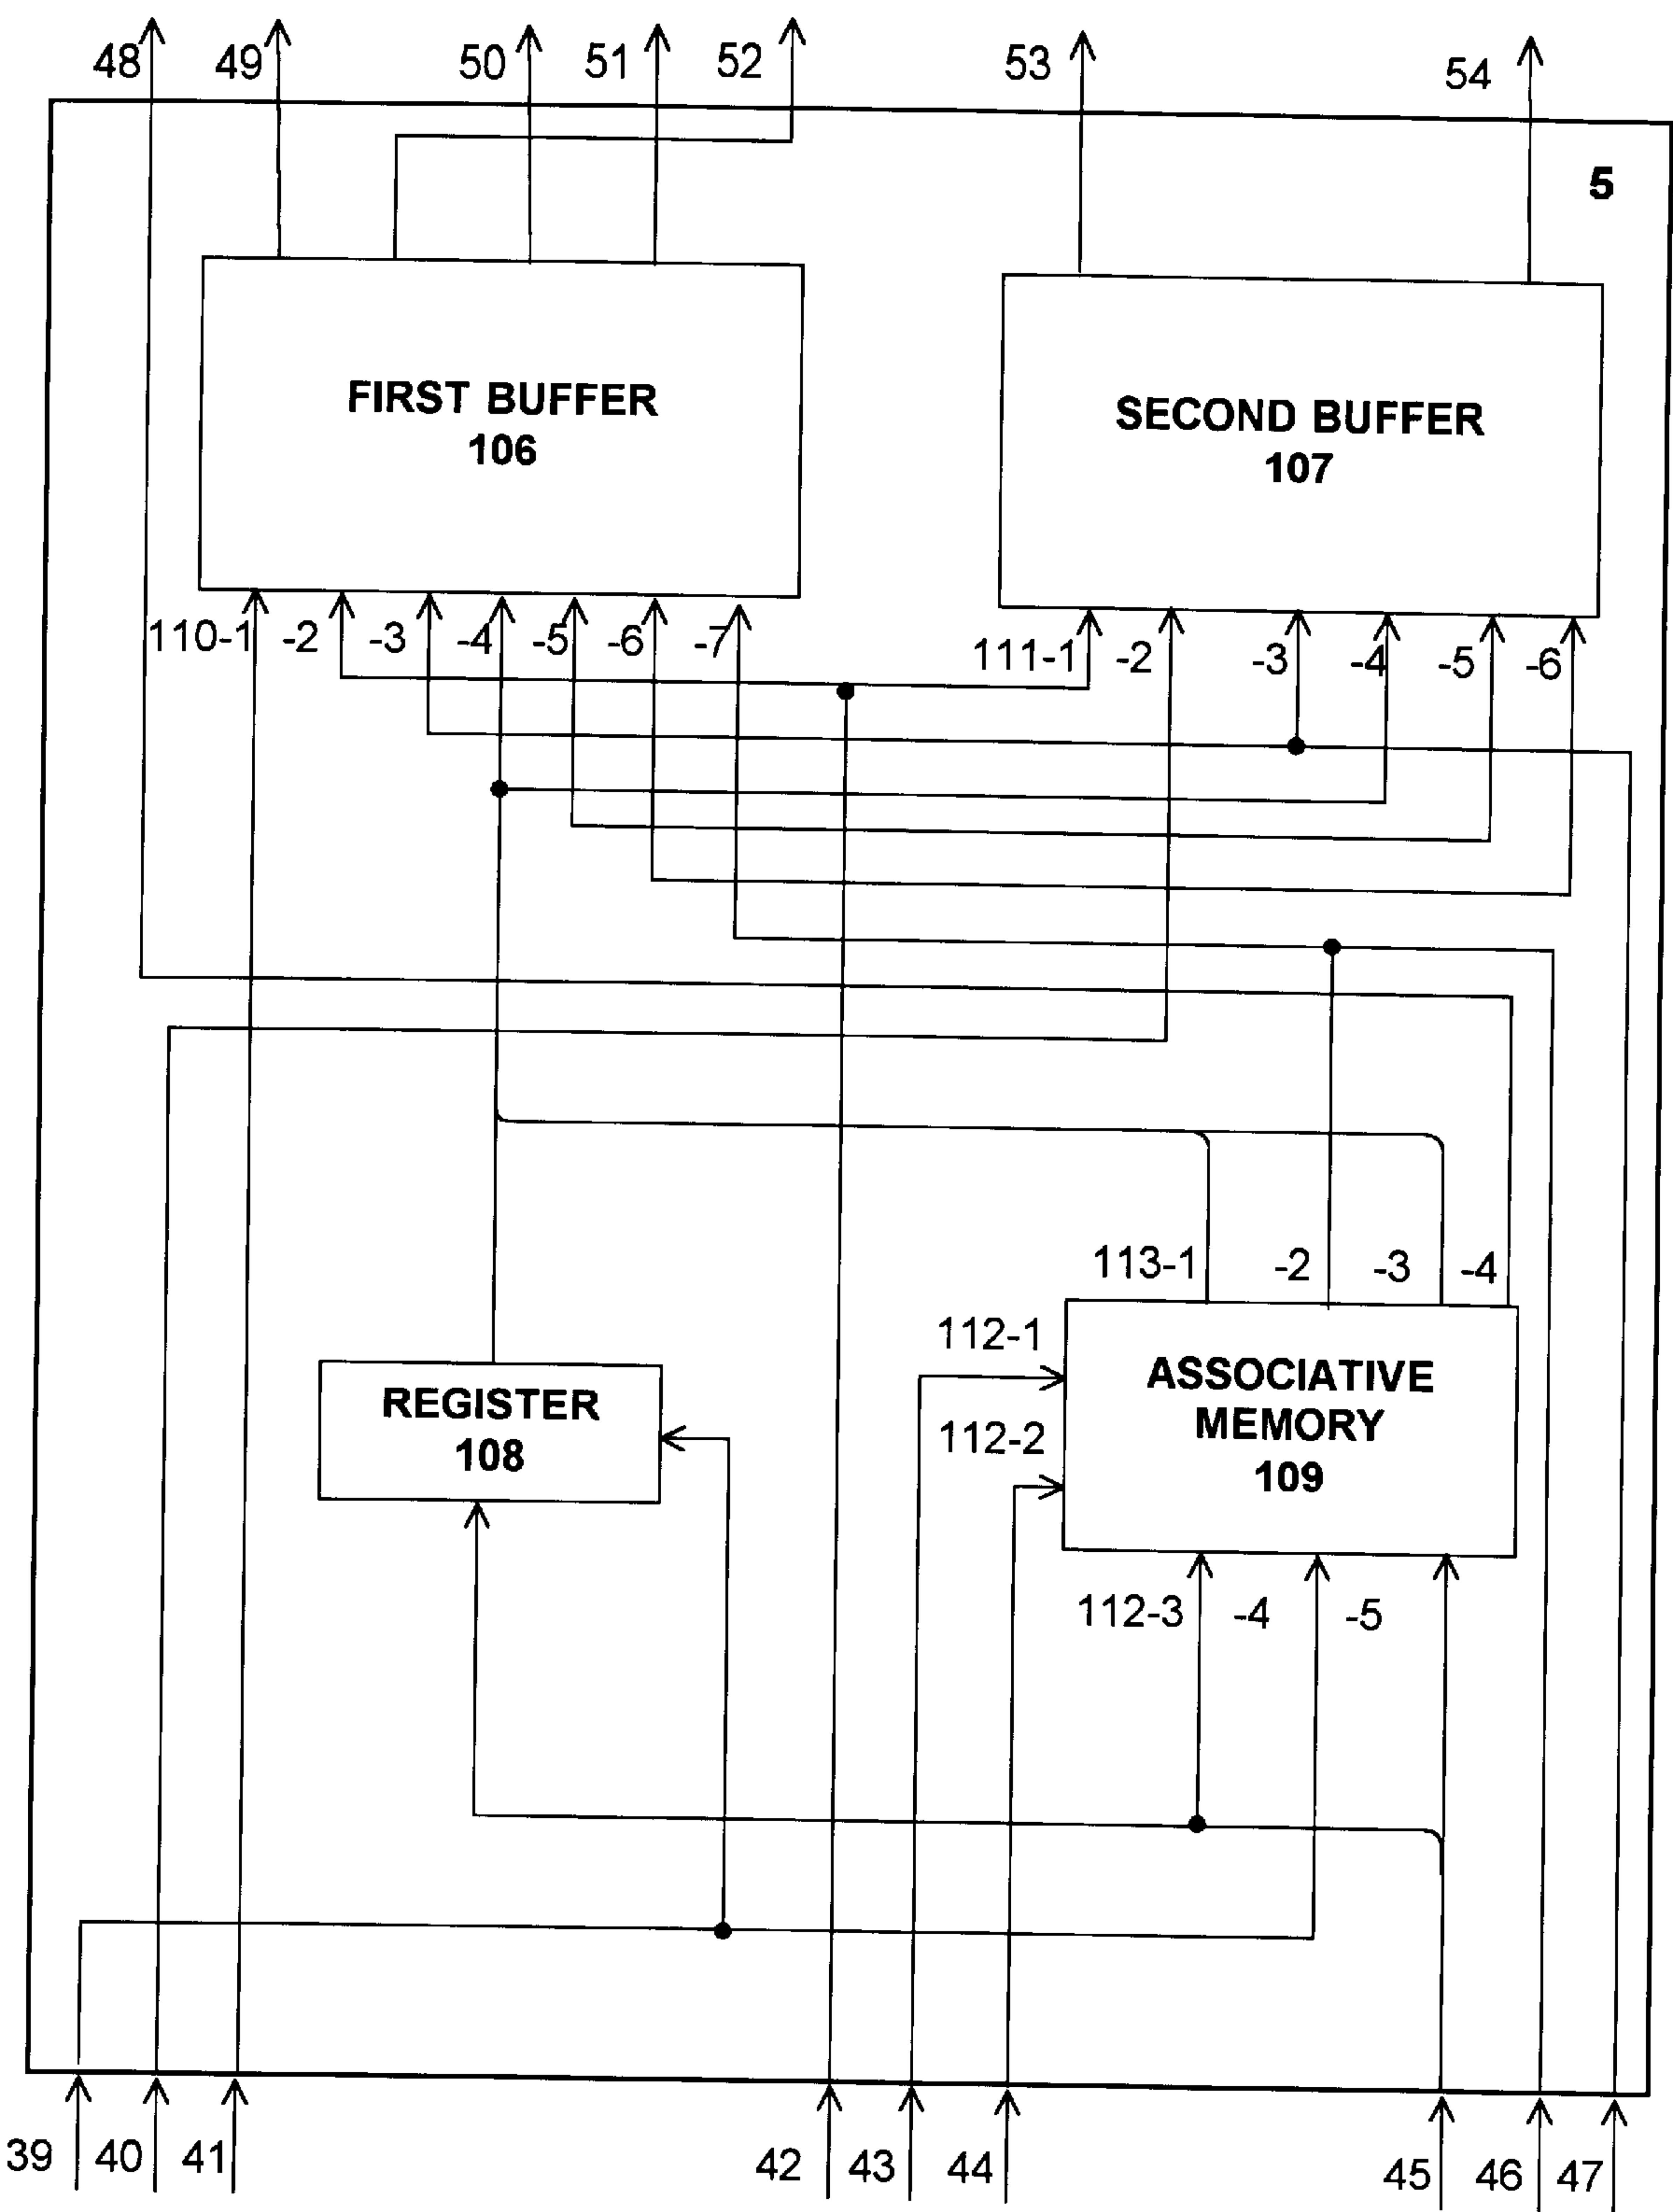 48 49 50 51 52 53 54
5
FIRST BUFFER
106
SECOND BUFFER
107
110-1 -2 -3 -4 -5 -6 -7
111-1 -2 -3 -4 -5 -6
113-1 -2 -3 -4
112-1
112-2
REGISTER
108
ASSOCIATIVE
MEMORY
109
112-3 -4 -5
39 40 41 42 43 44 45 46 47